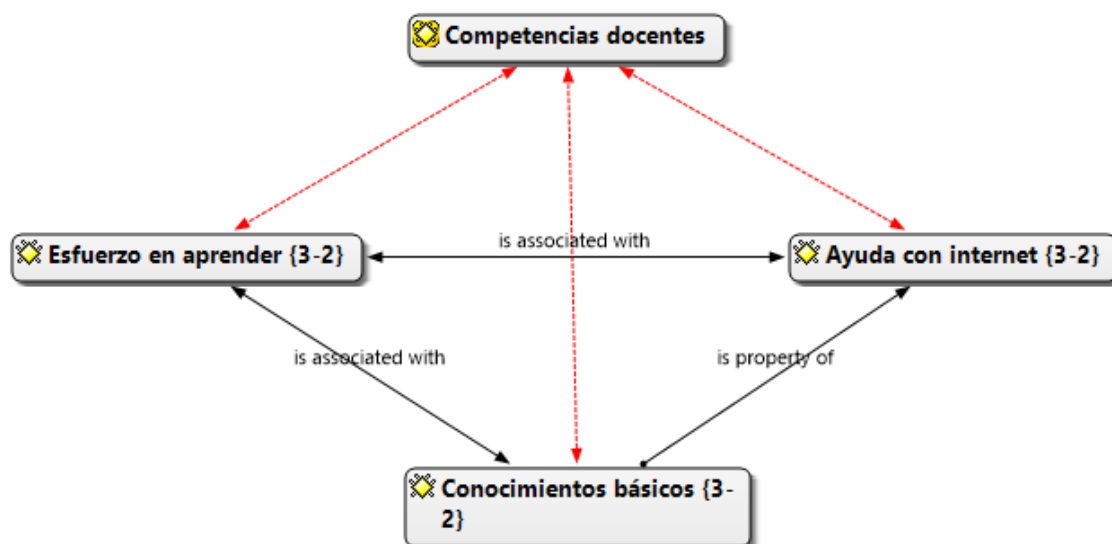 Competencias docentes
is associated with
Esfuerzo en aprender {3-2}
Ayuda con internet {3-2}
is associated with
is property of
Conocimientos básicos {3-
2}